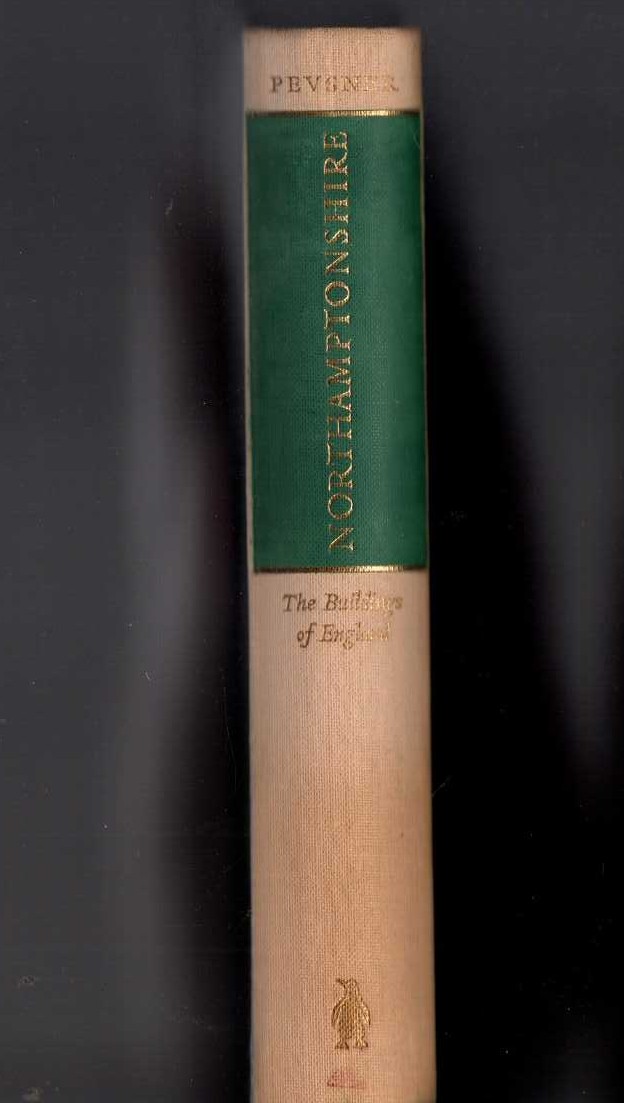 PEVSNER
NORTHAMPTONSHIRE
The Buildings
of England